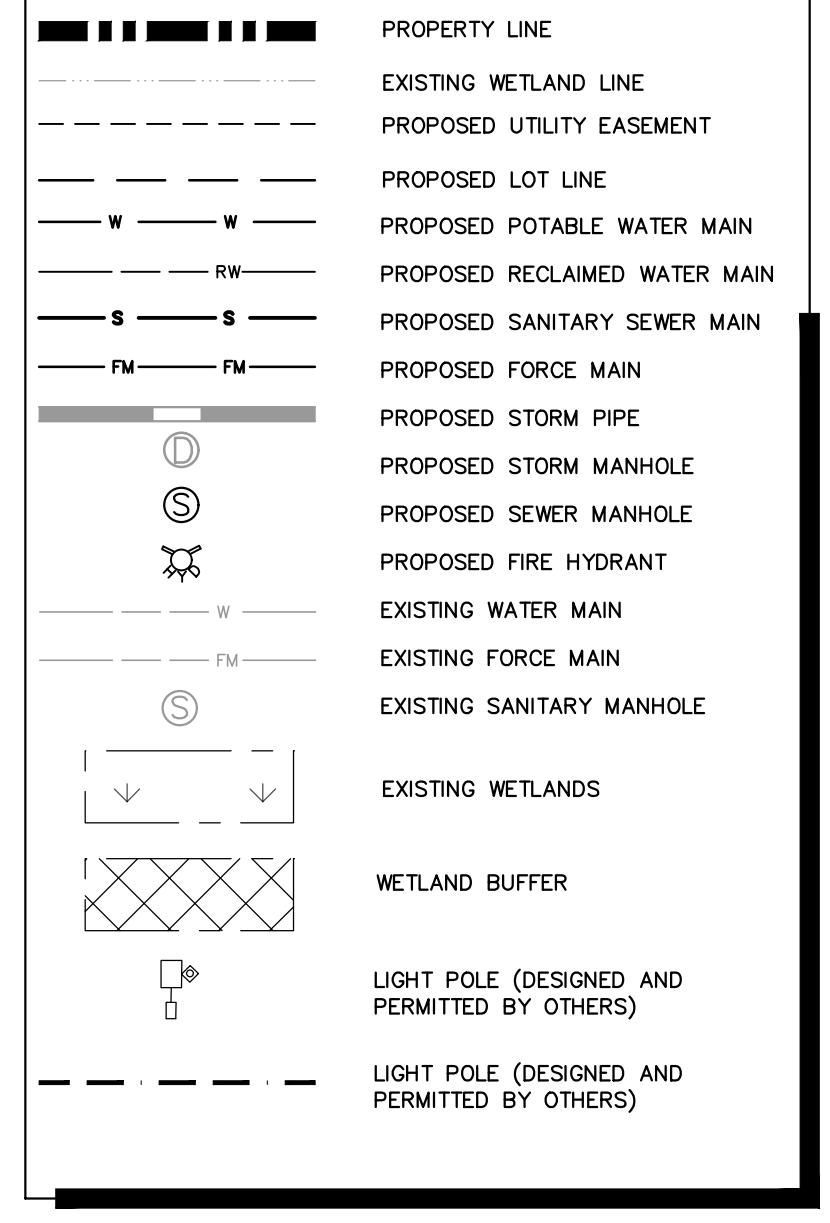 PROPERTY LINE
EXISTING WETLAND LINE
PROPOSED UTILITY EASEMENT
PROPOSED LOT LINE
W W PROPOSED POTABLE WATER MAIN
RW PROPOSED RECLAIMED WATER MAIN
S S PROPOSED SANITARY SEWER MAIN
FM FM PROPOSED FORCE MAIN
PROPOSED STORM PIPE
D PROPOSED STORM MANHOLE
S PROPOSED SEWER MANHOLE
PROPOSED FIRE HYDRANT
W EXISTING WATER MAIN
FM EXISTING FORCE MAIN
S EXISTING SANITARY MANHOLE
EXISTING WETLANDS
WETLAND BUFFER
LIGHT POLE (DESIGNED AND
PERMITTED BY OTHERS)
LIGHT POLE (DESIGNED AND
PERMITTED BY OTHERS)